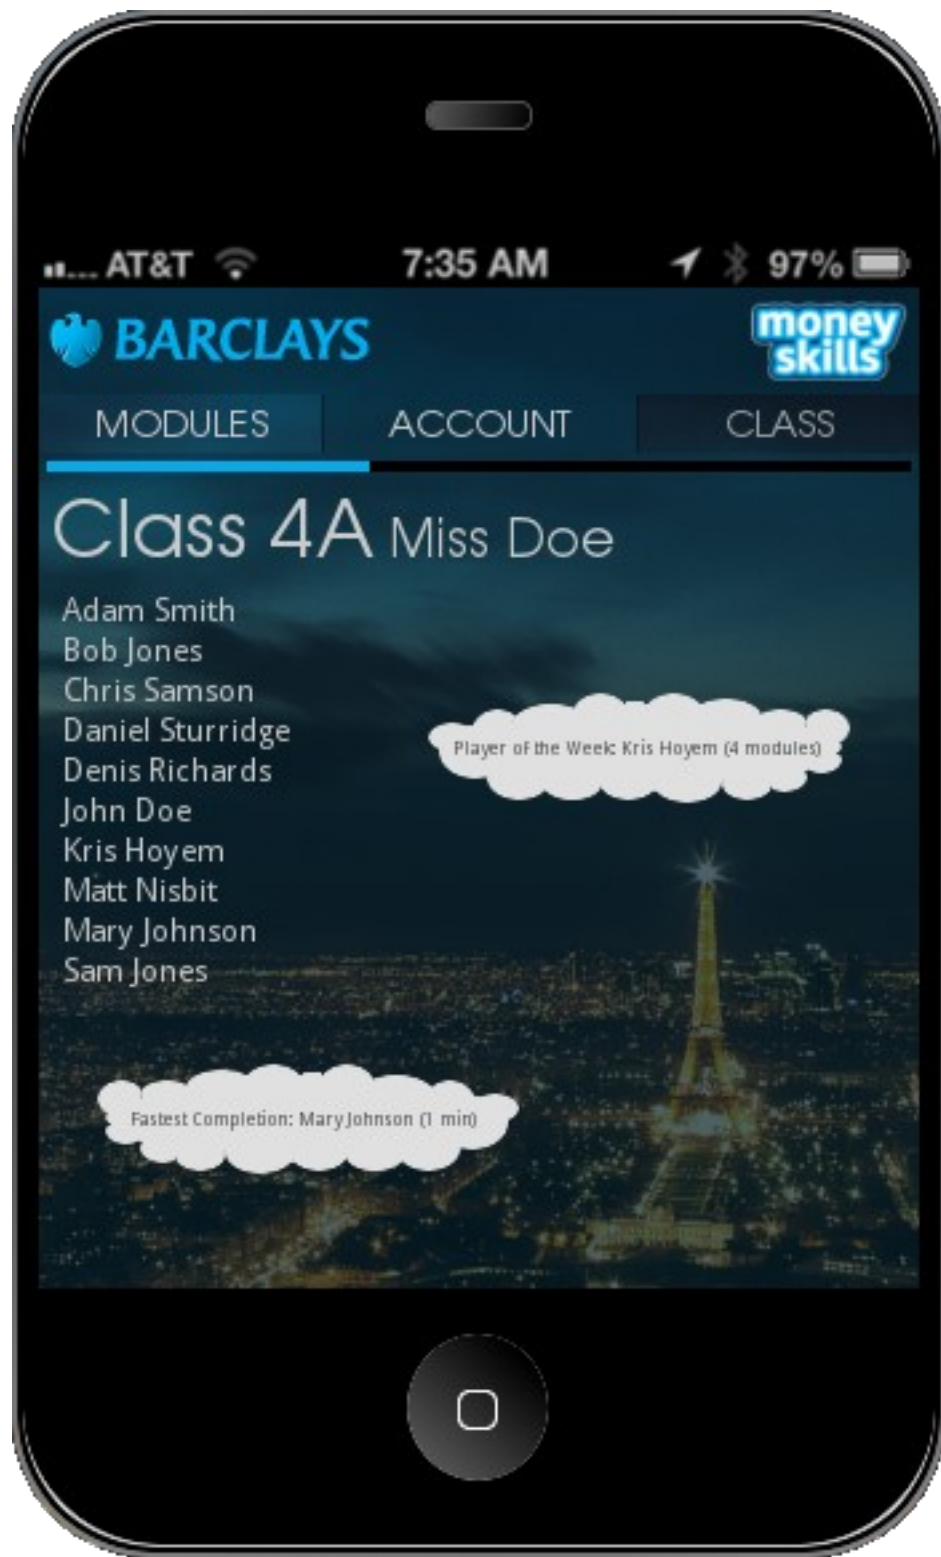 AT&T 7:35 AM 97%
BARCLAYS money
skills
MODULES ACCOUNT CLASS
Class 4A Miss Doe
Adam Smith
Bob Jones
Chris Samson
Daniel Sturridge
Player of the Week: Kris Hoyem (4 modules)
Denis Richards
John Doe
Kris Hoyem
Matt Nisbit
Mary Johnson
Sam Jones
Fastest Completion: Mary Johnson (1 min)